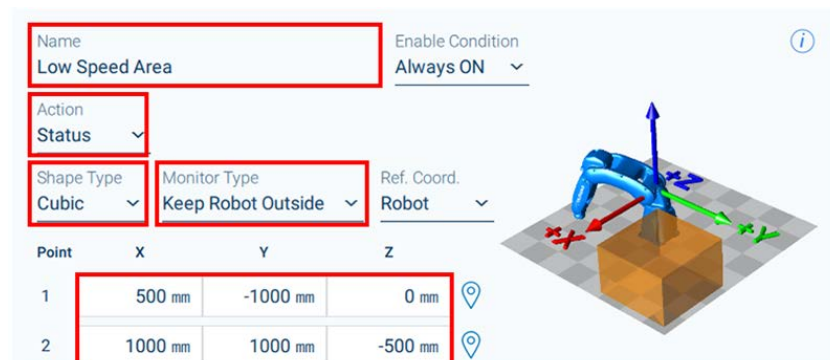 Name
Enable Condition
Low Speed Area
Always ON
Action
Status
Shape Type
Monitor Type
Ref. Coord.
Cubic
Keep Robot Outside
Robot
Point X Y Z
1 500 mm -1000 mm 0 mm
2 1000 mm 1000 mm -500 mm
+Z
+X
+Y
i